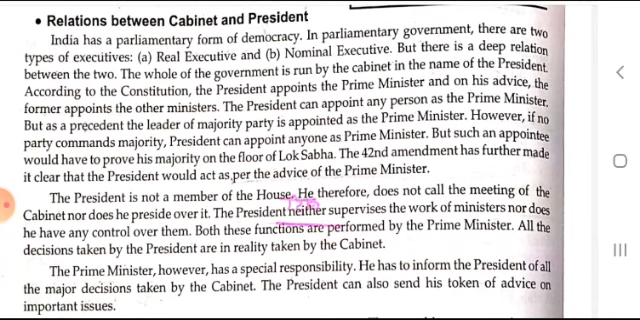 • Relations between Cabinet and President
India has a parliamentary form of democracy. In parliamentary government, there are two
types of executives: (a) Real Executive and (b) Nominal Executive. But there is a deep relation
between the two. The whole of the government is run by the cabinet in the name of the President.
According to the Constitution, the President appoints the Prime Minister and on his advice, the
former appoints the other ministers. The President can appoint any person as the Prime Minister.
But as a precedent the leader of majority party is appointed as the Prime Minister. However, if no
party commands majority, President can appoint anyone as Prime Minister. But such an appointee
would have to prove his majority on the floor of Lok Sabha. The 42nd amendment has further made
it clear that the President would act as per the advice of the Prime Minister.
The President is not a member of the House. He therefore, does not call the meeting of the
Cabinet nor does he preside over it. The President neither supervises the work of ministers nor does
he have any control over them. Both these functions are performed by the Prime Minister. All the
decisions taken by the President are in reality taken by the Cabinet.
The Prime Minister, however, has a special responsibility. He has to inform the President of all
the major decisions taken by the Cabinet. The President can also send his token of advice on
important issues.